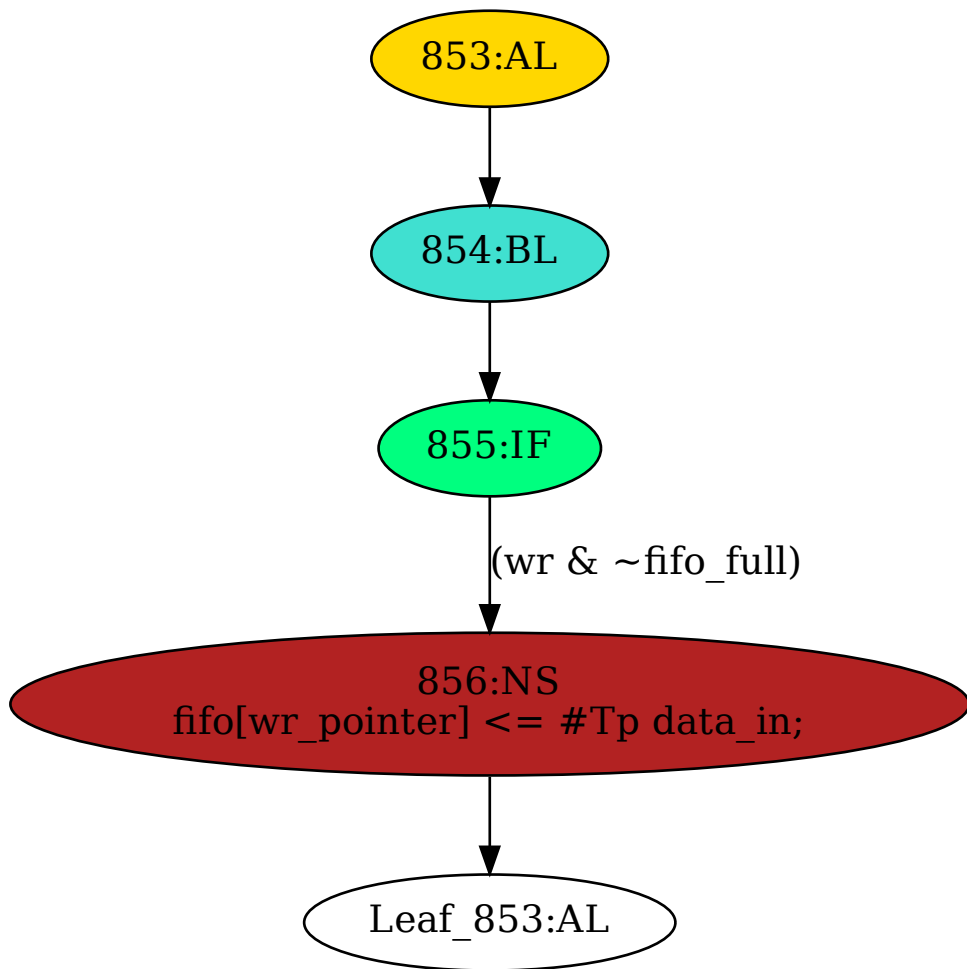 853:AL
854:BL
855:IF
(wr & ~fifo_full)
856:NS
fifo[wr_pointer] <= #Tp data_in;
Leaf_853:AL